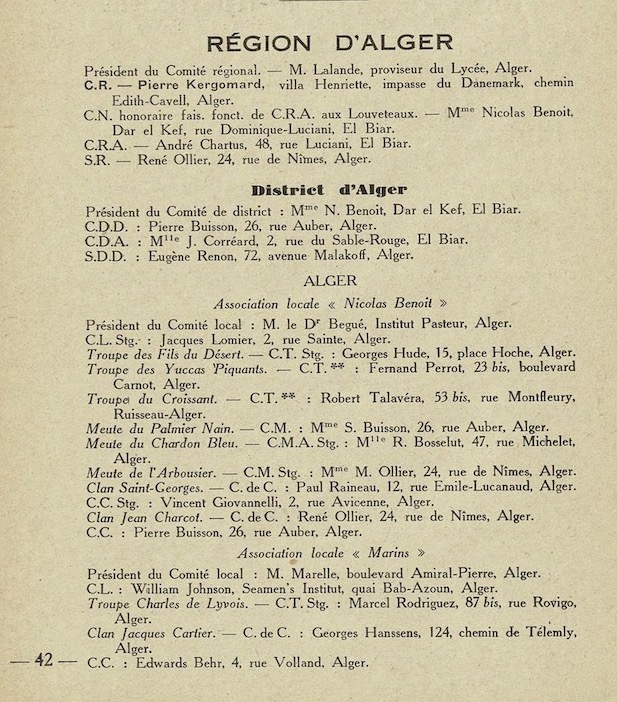 RÉGION D'ALGER
Président du Comité régional. — M. Lalande, proviseur du Lycée, Alger.
C.R. — Pierre Kergomard, villa Henriette, impasse du Danemark, chemin
Edith-Cavell, Alger.
C.N. honoraire fais. fonct. de C.R.A. aux Louveteaux. — Mme Nicolas Benoit,
Dar el Kef, rue Dominique-Luciani, El Biar.
C.R.A. — André Chartus, 48, rue Luciani, El Biar.
S.R. — René Ollier, 24, rue de Nîmes, Alger.
District d'Alger
Président du Comité de district : Mme N. Benoit, Dar el Kef, El Biar.
C.D.D. : Pierre Buisson, 26, rue Auber, Alger.
C.D.A. : Mlle J. Corréard, 2, rue du Sable-Rouge, El Biar.
S.D.D. : Eugène Renon, 72, avenue Malakoff, Alger.
ALGER
Association locale « Nicolas Benoit »
Président du Comité local : M. le Dr Begué, Institut Pasteur, Alger.
C.L. Stg. : Jacques Lomier, 2, rue Sainte, Alger.
Troupe des Fils du Désert. — C.T. Stg. : Georges Hude, 15, place Hoche, Alger.
Troupe des Yuccas Piquants. — C.T. ** : Fernand Perrot, 23 bis, boulevard
Carnot, Alger.
Troupe du Croissant. — C.T. ** : Robert Talavéra, 53 bis, rue Montfleury,
Ruisseau-Alger.
Meute du Palmier Nain. — C.M. : Mme S. Buisson, 26, rue Auber, Alger.
Meute du Chardon Bleu. — C.M.A. Stg. : Mlle R. Bosselut, 47, rue Michelet,
Alger.
Meute de l'Arbousier. — C.M. Stg. : Mme M. Ollier, 24, rue de Nîmes, Alger.
Clan Saint-Georges. — C. de C. : Paul Raineau, 12, rue Emile-Lucanaud, Alger.
C.C. Stg. : Vincent Giovannelli, 2, rue Avicenne, Alger.
Clan Jean Charcot. — C. de C. : René Ollier, 24, rue de Nîmes, Alger.
C.C. : Pierre Buisson, 26, rue Auber, Alger.
Association locale « Marins »
Président du Comité local : M. Marelle, boulevard Amiral-Pierre, Alger.
C.L. : William Johnson, Seamen's Institut, quai Bab-Azoun, Alger.
Troupe Charles de Lyvois. — C.T. Stg. : Marcel Rodriguez, 87 bis, rue Rovigo,
Alger.
Clan Jacques Cartier. — C. de C. : Georges Hanssens, 124, chemin de Télemly,
Alger.
— 42 — C.C. : Edwards Behr, 4, rue Volland, Alger.